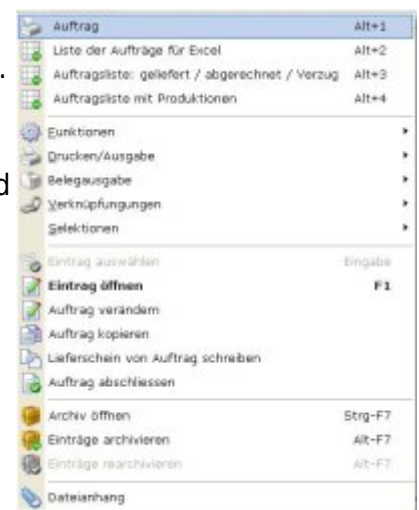 Auftrag Alt+1
Liste der Aufträge für Excel Alt+2
.
Auftragsliste: geliefert / abgerechnet / Verzug Alt+3
Auftragsliste mit Produktionen Alt+4
Funktionen
Drucken/Ausgabe
d
Belegausgabe
Verknüpfungungen
Selektionen
Eintrag auswählen Eingabe
Eintrag öffnen F1
Auftrag verändern
Auftrag kopieren
Lieferschein von Auftrag schreiben
Auftrag abschliessen
Archiv öffnen Strg-F7
Einträge archivieren Alt-F7
Einträge rearchivieren Alt-F7
Dateianhang